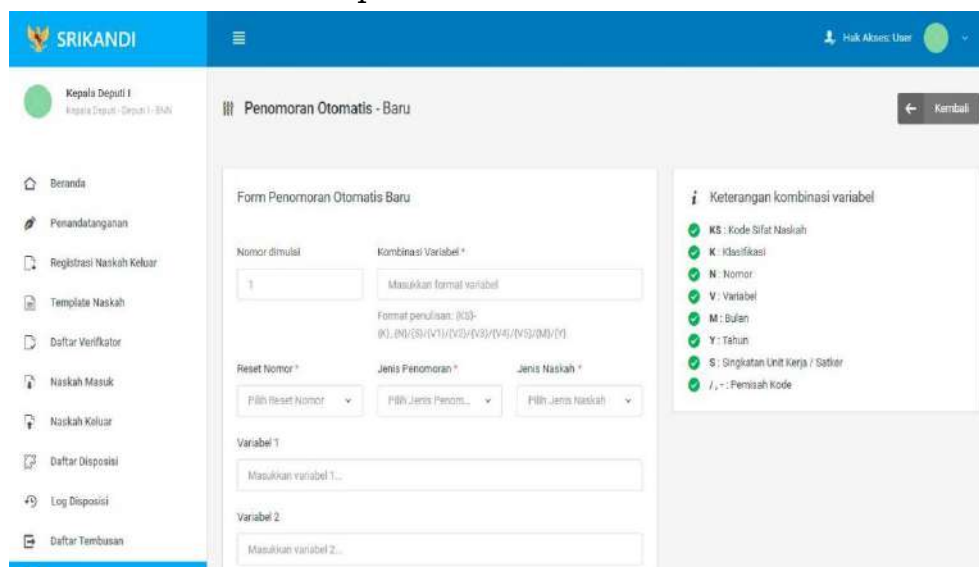 SRIKANDI
Hak Akses: User
Kepala Deputi I
Kepala Deputi - Deputi I - BNN
Penomoran Otomatis - Baru
Kembali
Beranda
Penandatanganan
Registrasi Naskah Keluar
Template Naskah
Daftar Verifikator
Naskah Masuk
Naskah Keluar
Daftar Disposisi
Log Disposisi
Daftar Tembusan
Form Penomoran Otomatis Baru
Nomor dimulai
1
Kombinasi Variabel *
Masukkan format variabel
Format penulisan: {KS}-
{K}.{N}/{S}/{V1}/{V2}/{V3}/{V4}/{V5}/{M}/{Y}
Reset Nomor *
Pilih Reset Nomor
Jenis Penomoran *
Pilih Jenis Penom...
Jenis Naskah *
Pilih Jenis Naskah
Variabel 1
Masukkan variabel 1...
Variabel 2
Masukkan variabel 2...
i Keterangan kombinasi variabel
KS : Kode Sifat Naskah
K : Klasifikasi
N : Nomor
V : Variabel
M : Bulan
Y : Tahun
S : Singkatan Unit Kerja / Satker
/ , - : Pemisah Kode